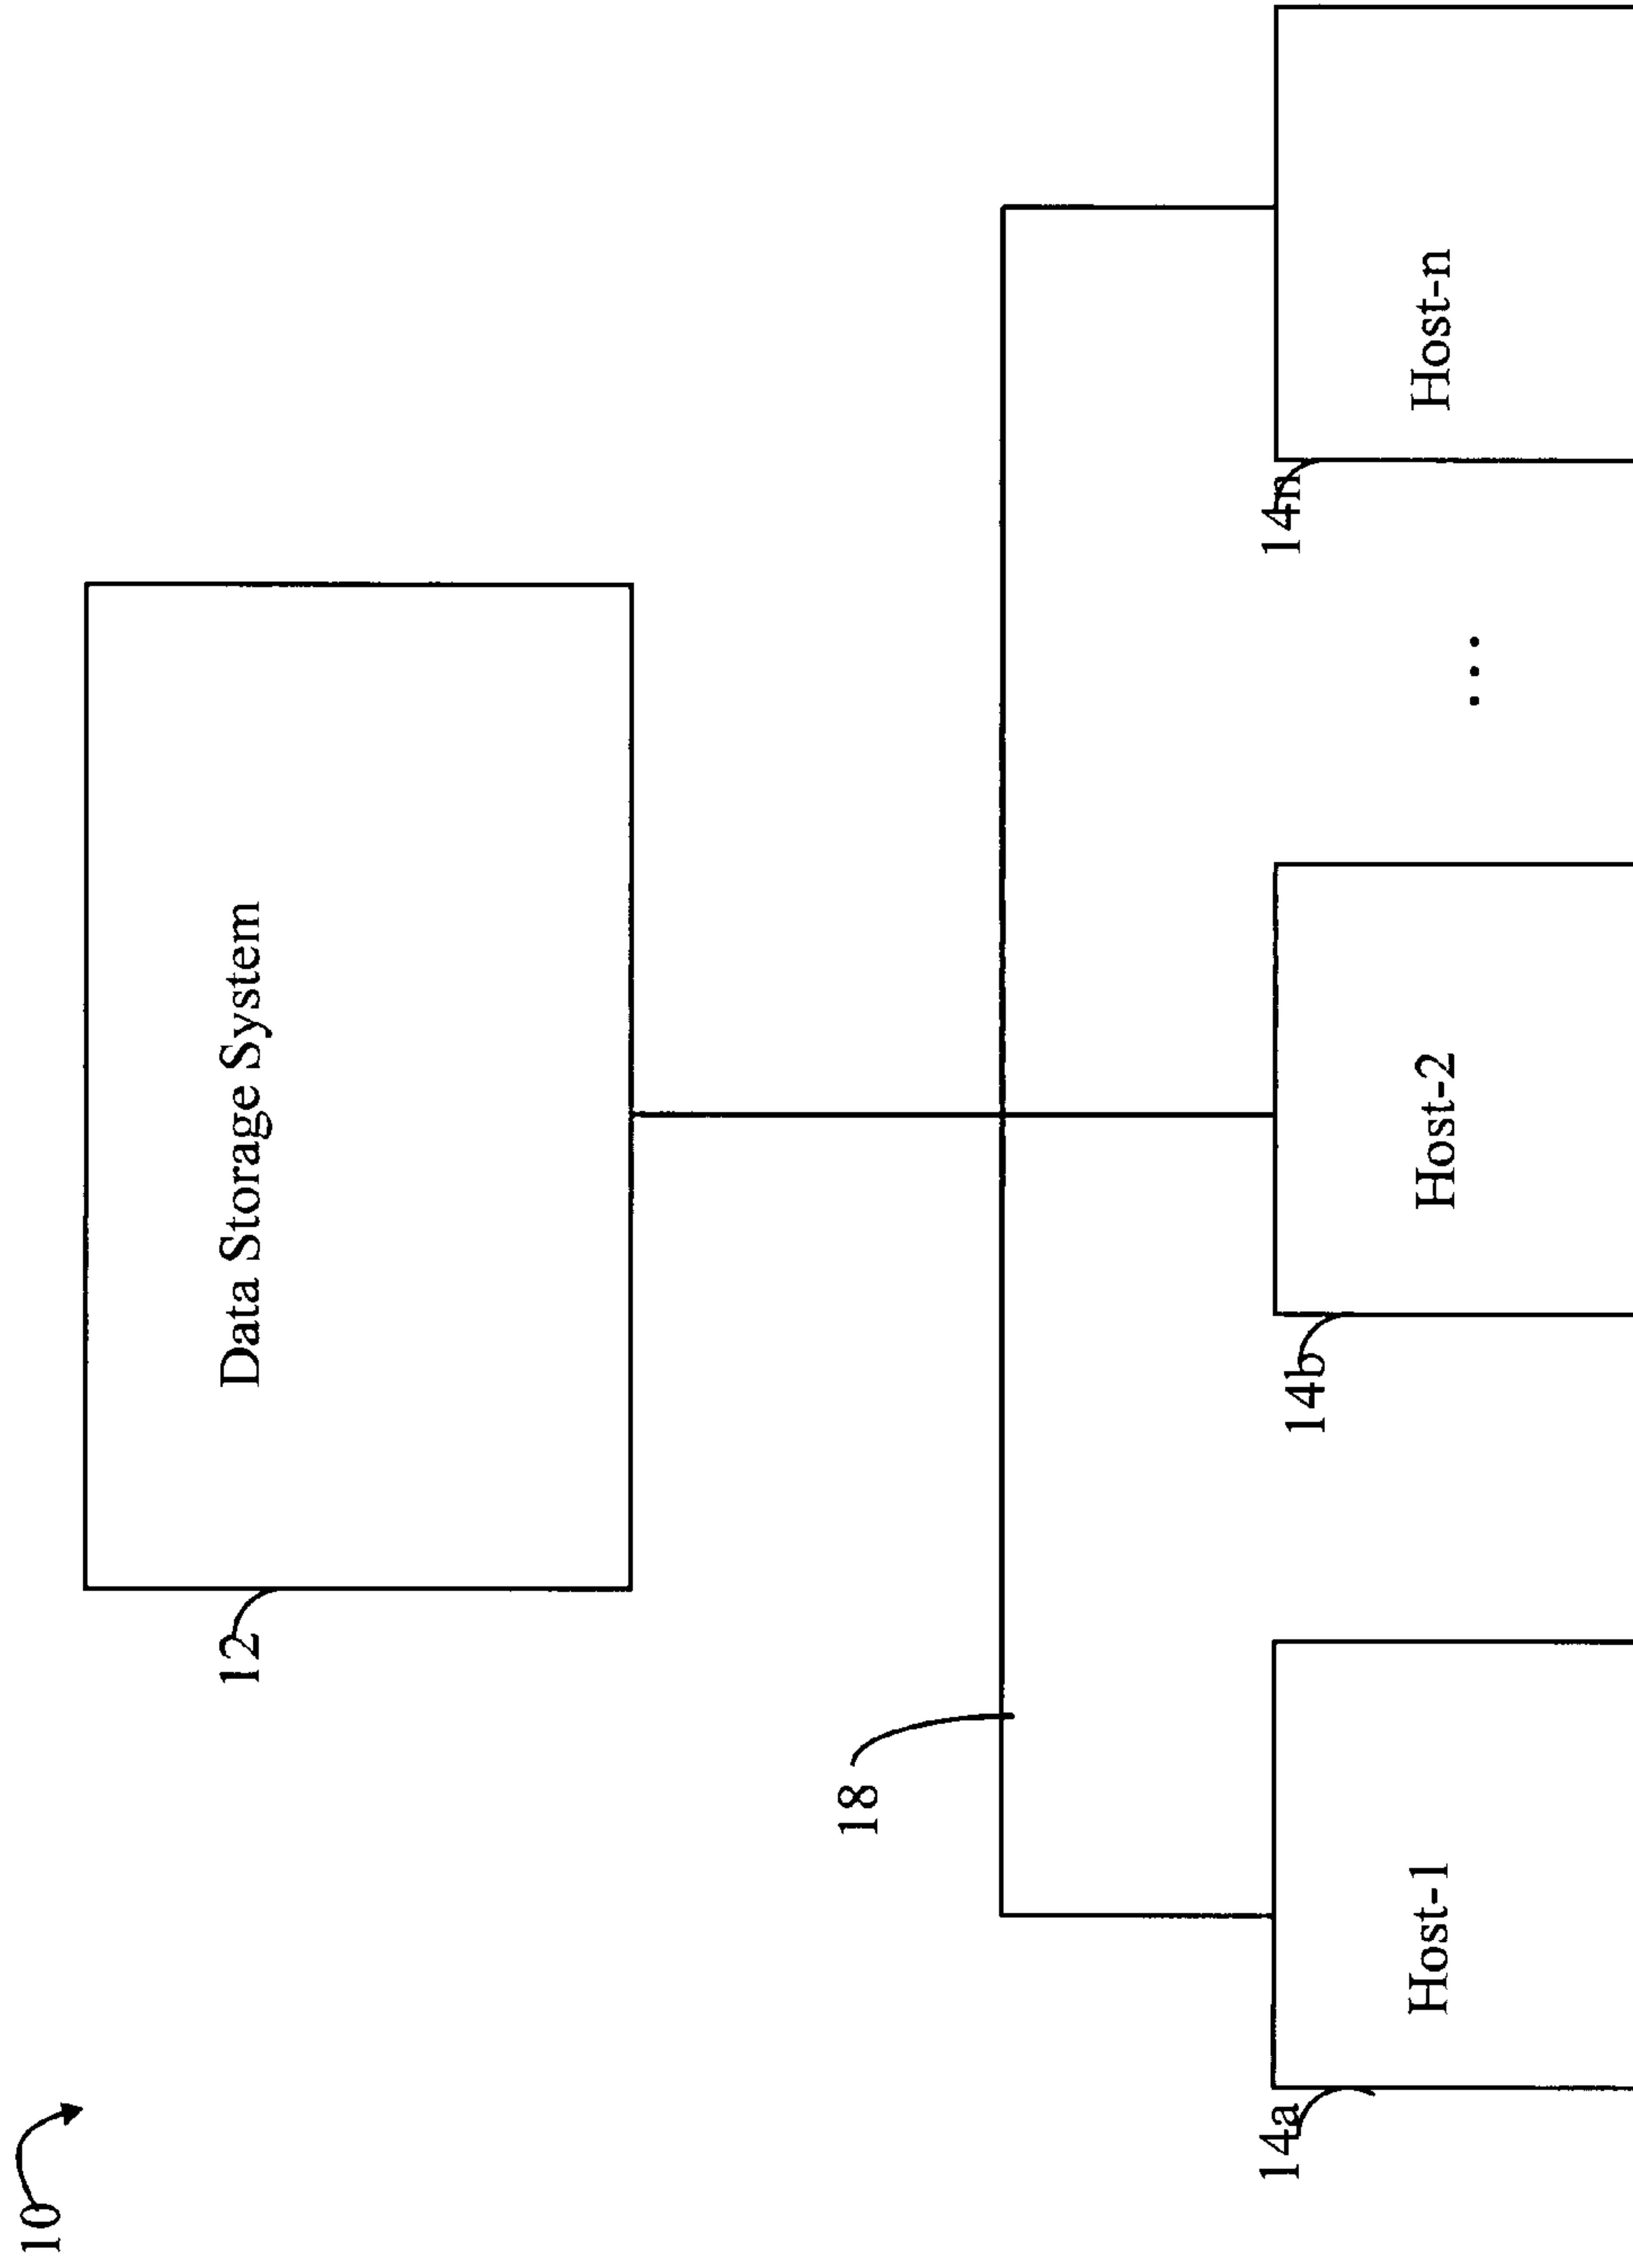 10
12
Data Storage System
18
14a
Host-1
14b
Host-2
...
14n
Host-n